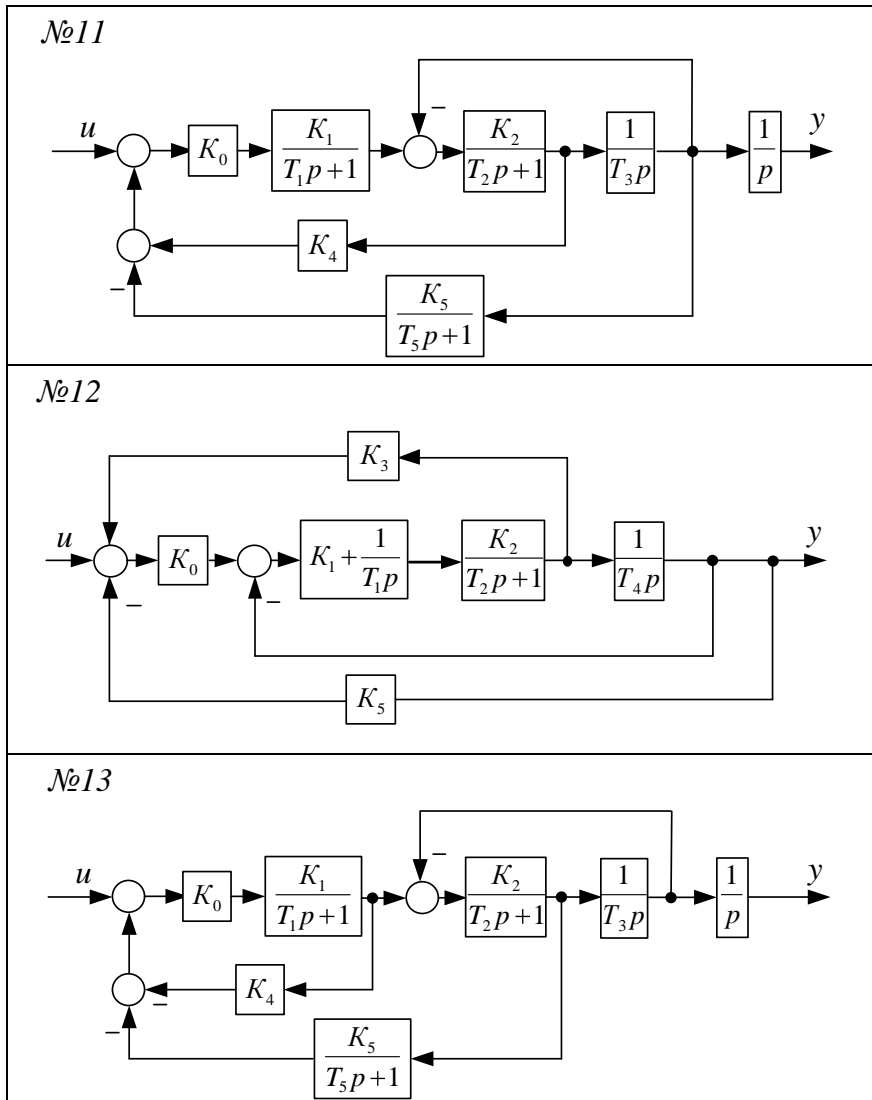 №11
u
K₀
K₁
T₁p+1
−
K₂
T₂p+1
1
T₃p
1
p
y
K₄
−
K₅
T₅p+1
№12
K₃
u
K₀
K₁+ 1
T₁p
K₂
T₂p+1
1
T₄p
y
−
−
K₅
№13
−
u
K₀
K₁
T₁p+1
K₂
T₂p+1
1
T₃p
1
p
y
−
K₄
−
K₅
T₅p+1